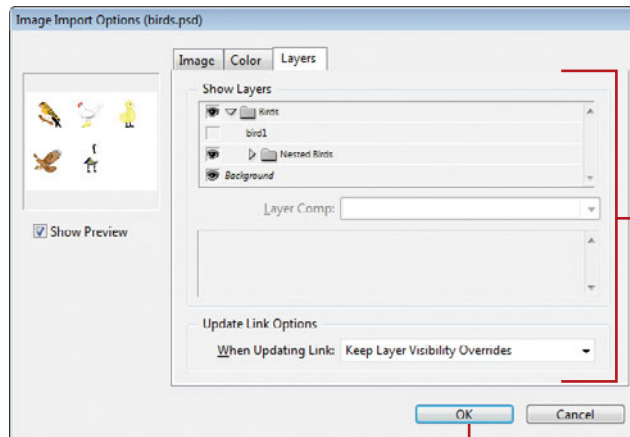 Image Import Options (birds.psd)
Image Color Layers
Show Layers
Birds
bird1
Nested Birds
Background
Layer Comp:
Show Preview
Update Link Options
When Updating Link: Keep Layer Visibility Overrides
OK Cancel